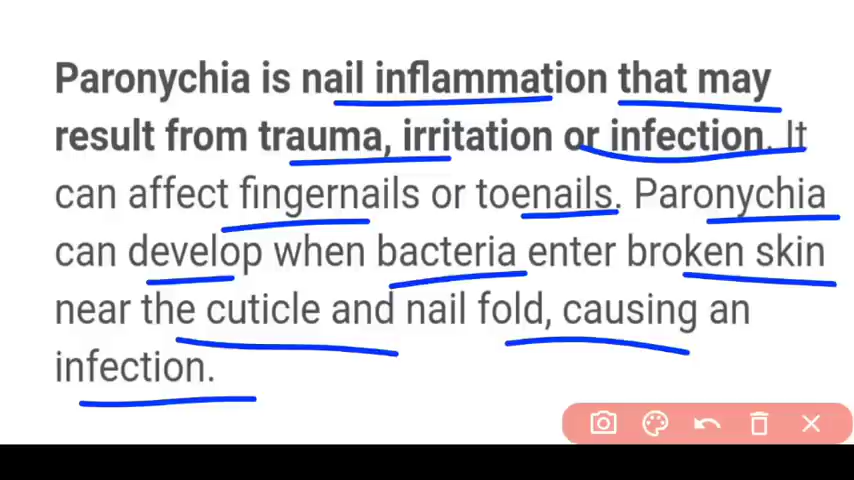 Paronychia is nail inflammation that may
result from trauma, irritation or infection. It
can affect fingernails or toenails. Paronychia
can develop when bacteria enter broken skin
near the cuticle and nail fold, causing an
infection.